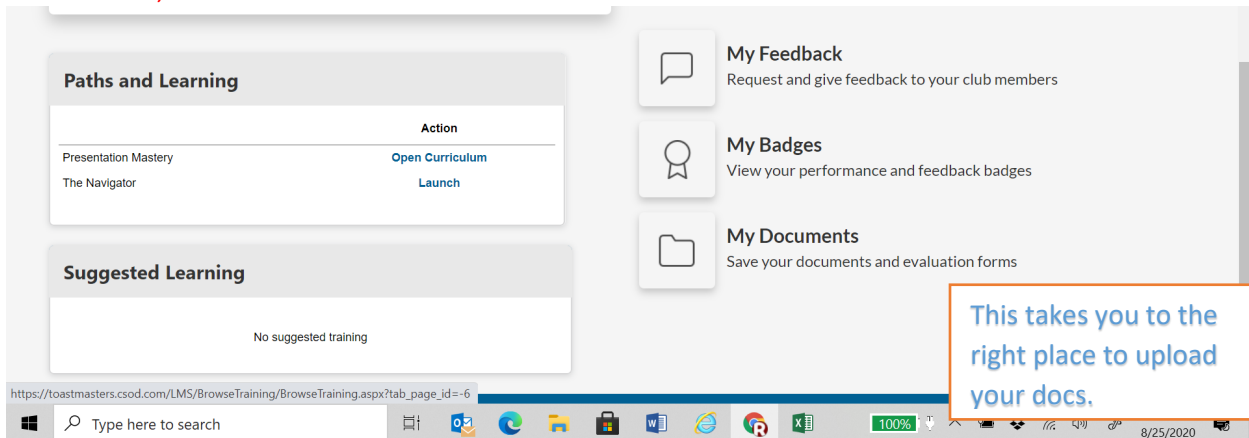 Paths and Learning
Action
Presentation Mastery Open Curriculum
The Navigator Launch
Suggested Learning
No suggested training
My Feedback
Request and give feedback to your club members
My Badges
View your performance and feedback badges
My Documents
Save your documents and evaluation forms
This takes you to the
right place to upload
your docs.
https://toastmasters.csod.com/LMS/BrowseTraining/BrowseTraining.aspx?tab_page_id=-6
Type here to search
100%
8/25/2020